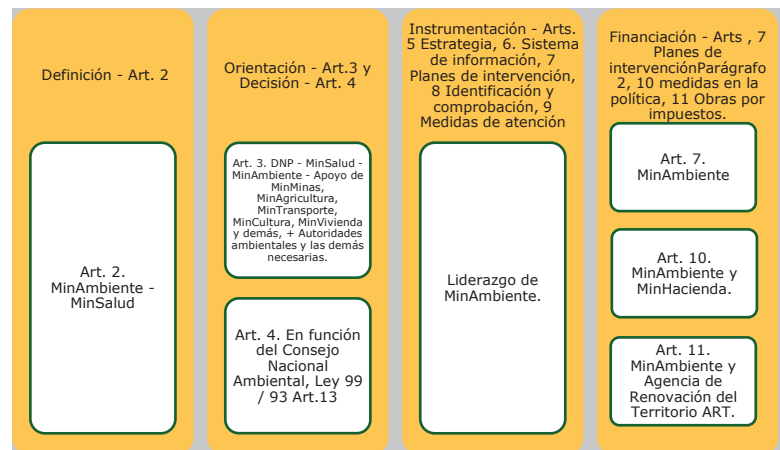 Definición - Art. 2
Art. 2.
MinAmbiente -
MinSalud
Orientación - Art.3 y
Decisión - Art. 4
Art. 3. DNP - MinSalud -
MinAmbiente - Apoyo de
MinMinas,
MinAgricultura,
MinTransporte,
MinCultura, MinVivienda
y demás, + Autoridades
ambientales y las demás
necesarias.
Art. 4. En función
del Consejo
Nacional
Ambiental, Ley 99
/ 93 Art.13
Instrumentación - Arts.
5 Estrategia, 6. Sistema
de información, 7
Planes de intervención,
8 Identificación y
comprobación, 9
Medidas de atención
Liderazgo de
MinAmbiente.
Financiación - Arts , 7
Planes de
intervenciónParágrafo
2, 10 medidas en la
política, 11 Obras por
impuestos.
Art. 7.
MinAmbiente
Art. 10.
MinAmbiente y
MinHacienda.
Art. 11.
MinAmbiente y
Agencia de
Renovación del
Territorio ART.